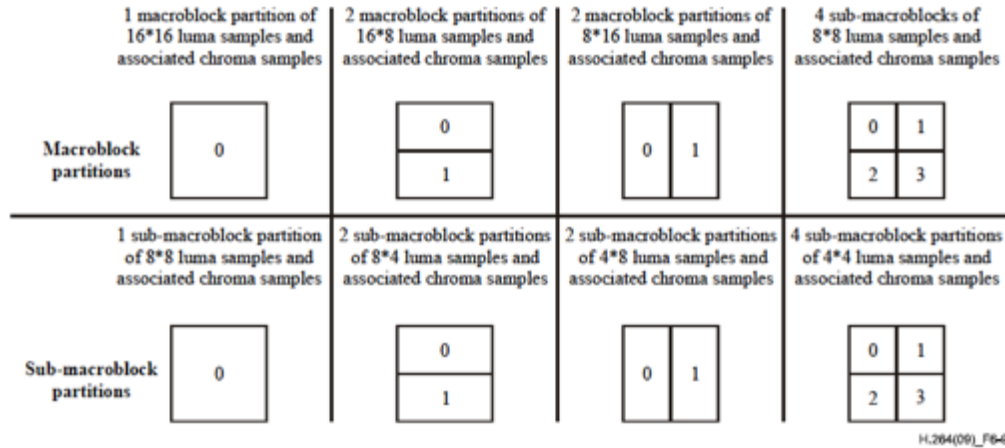 1 macroblock partition of
16*16 luma samples and
associated chroma samples
2 macroblock partitions of
16*8 luma samples and
associated chroma samples
2 macroblock partitions of
8*16 luma samples and
associated chroma samples
4 sub-macroblocks of
8*8 luma samples and
associated chroma samples
Macroblock
partitions
0
0
1
0 1
0 1
2 3
1 sub-macroblock partition
of 8*8 luma samples and
associated chroma samples
2 sub-macroblock partitions
of 8*4 luma samples and
associated chroma samples
2 sub-macroblock partitions
of 4*8 luma samples and
associated chroma samples
4 sub-macroblock partitions
of 4*4 luma samples and
associated chroma samples
Sub-macroblock
partitions
0
0
1
0 1
0 1
2 3